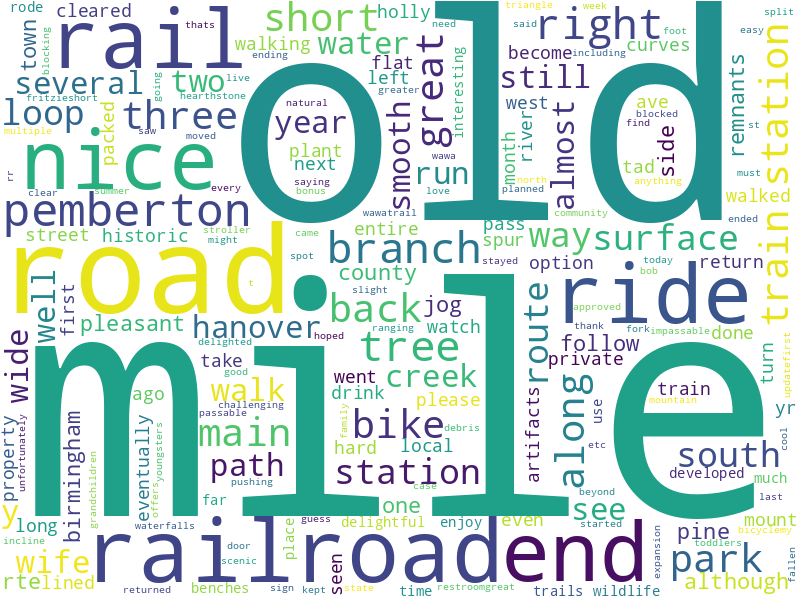 rode
cleared
rail
thats
short
holly
right
triangle
week
including
split
easy
town
blocking
walking
water
ending
become
said
foot
need
curves
several
two
live
flat
left
great
interesting
still
remnants
train station
fritzieshort
going
hearthstone
greater
west
ave
blocked
find
loop
packed
three
natural
year
smooth
almost
side
st
multiple
saw
moved
old
wawa
month
river
must
rr
nice
plant
next
run
tad
north
anything
clear
summer
every
saying
bonus
love
planned
walked
ended
pemberton
wawatrail
community
street
historic
stroller
might
entire
pass
way
surface
came
spur
road
spot
branch
stayed
option
today
return
bob
well
first
county
slight
ride
t
pleasant
back
jog
approved
hanover
ranging
watch
thank
fork
impassable
done
delighted
hoped
tree
route
follow
turn
updatefirst
wide
take
good
went
creek
private
mile
ago
walk
challenging
drink
please
along
train
mountain
yr
passable
artifacts
use
property
unfortunately
birmingham
eventually
youngsters
main
family
bike
debris
cool
grandchildren
offers
path
hard
local
etc
south
pushing
station
case
developed
much
y
long
far
one
see
beyond
last
incline
waterfalls
guess
delightful
enjoy
even
started
mount
bicyclemy
wife
railroad
end
pine
door
place
scenic
seen
park
toddlers
expansion
fallen
rte
lined
benches
time
restroomgreat
wildlife
although
returned
sign
kept
state
trails